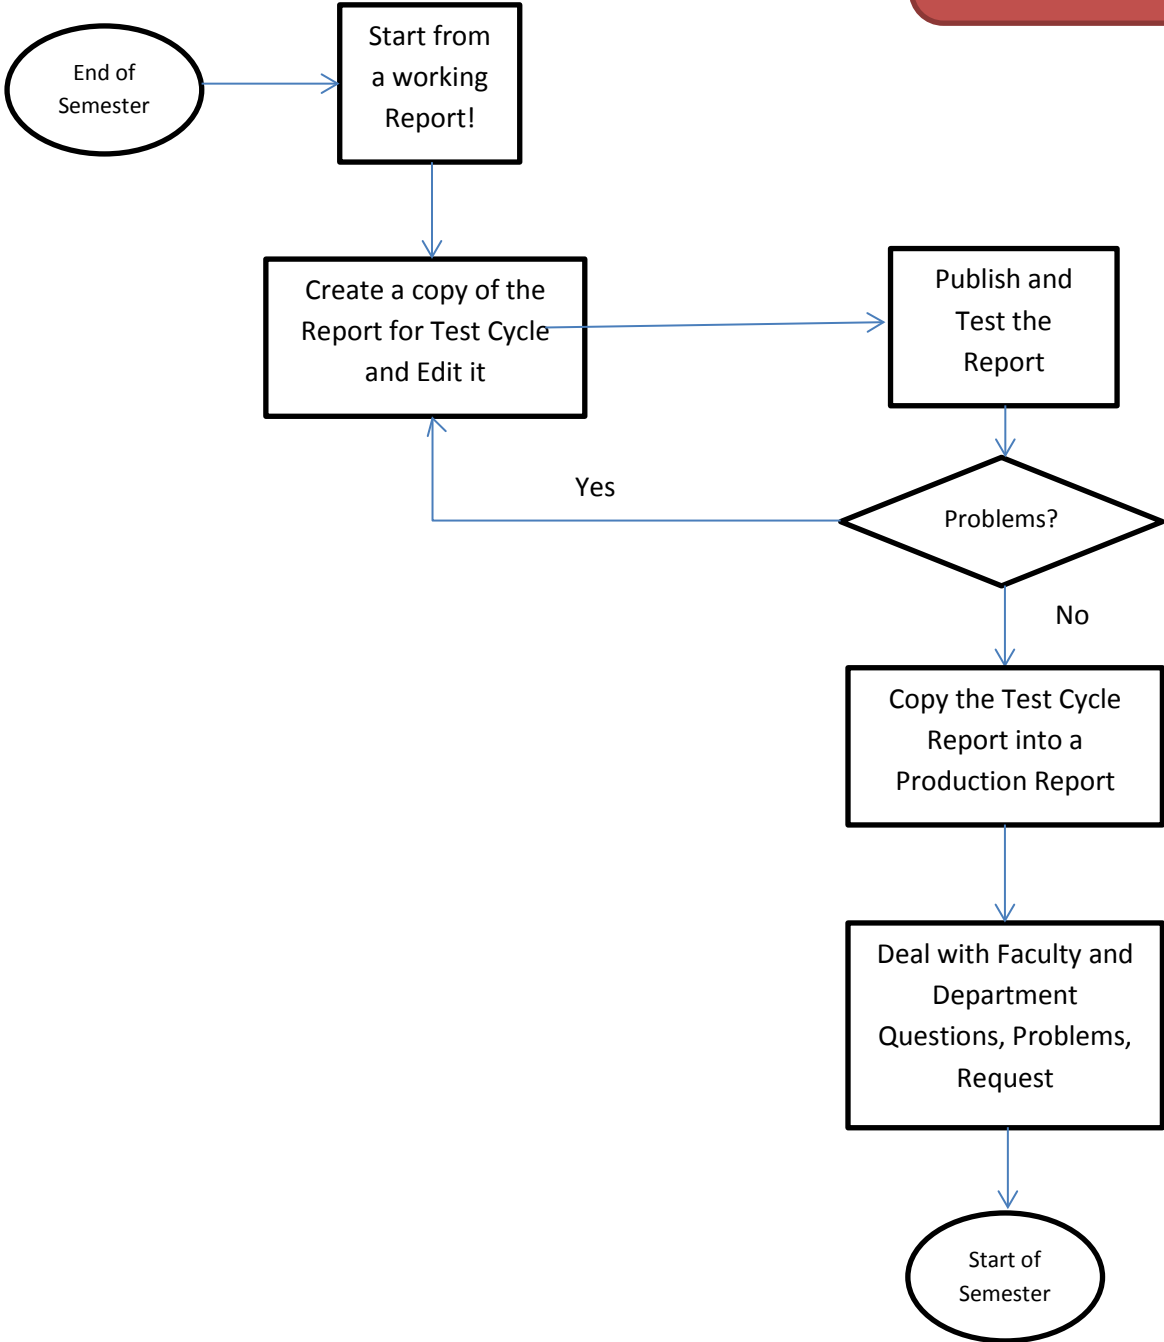 End of
Semester
Start from
a working
Report!
Create a copy of the
Report for Test Cycle
and Edit it
Publish and
Test the
Report
Yes
Problems?
No
Copy the Test Cycle
Report into a
Production Report
Deal with Faculty and
Department
Questions, Problems,
Request
Start of
Semester